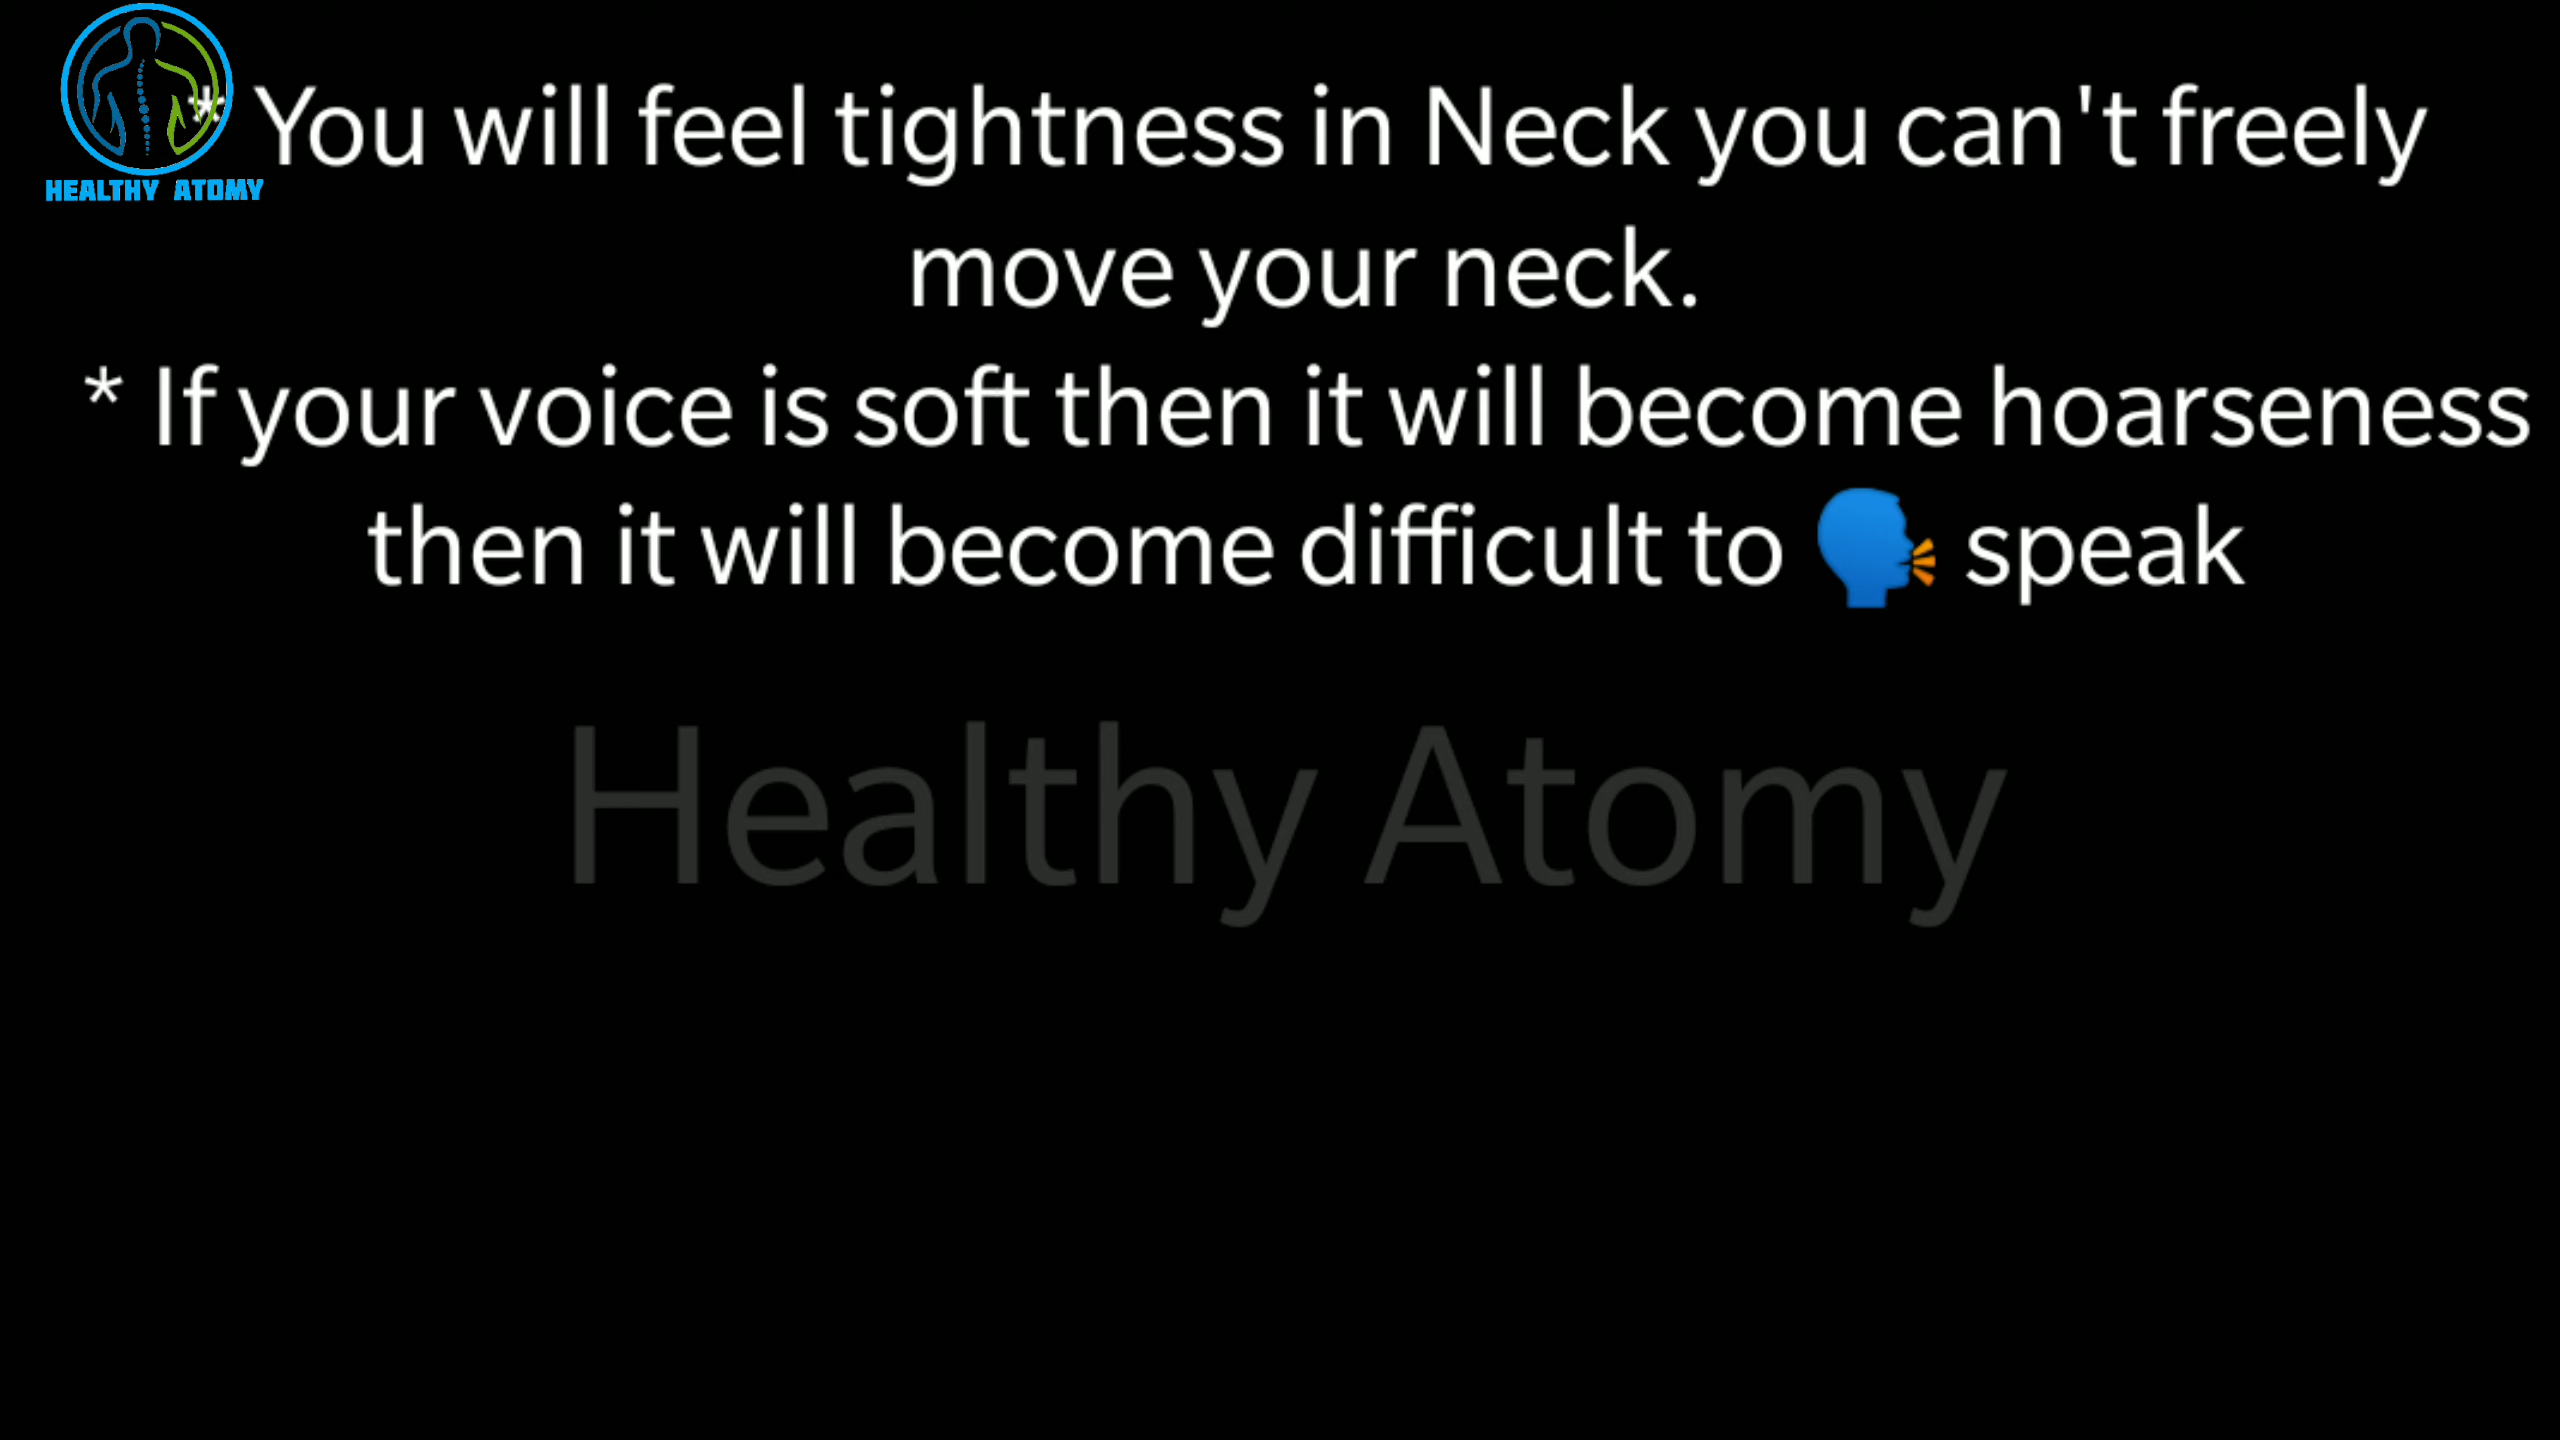 * You will feel tightness in Neck you can't freely
HEALTHY ATOMY
move your neck.
* If your voice is soft then it will become hoarseness
then it will become difficult to 🗣 speak
Healthy Atomy